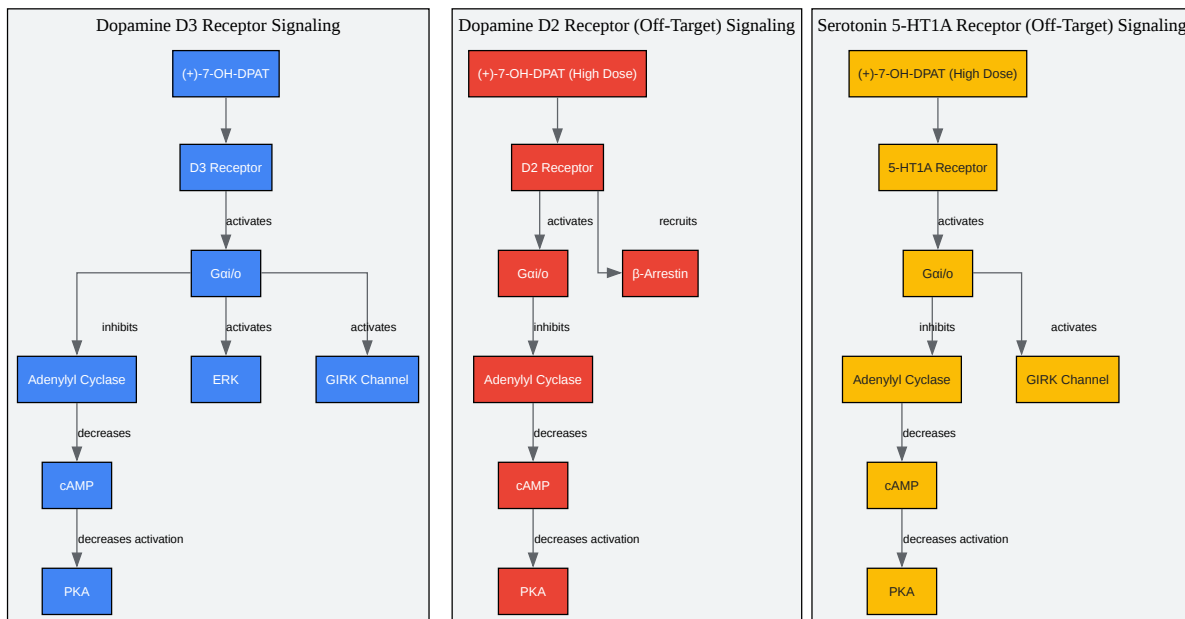 Dopamine D3 Receptor Signaling
(+)-7-OH-DPAT
D3 Receptor
activates
Gαi/o
inhibits
activates
activates
Adenylyl Cyclase
ERK
GIRK Channel
decreases
cAMP
decreases activation
PKA
Dopamine D2 Receptor (Off-Target) Signaling
(+)-7-OH-DPAT (High Dose)
D2 Receptor
activates
recruits
Gαi/o
β-Arrestin
inhibits
Adenylyl Cyclase
decreases
cAMP
decreases activation
PKA
Serotonin 5-HT1A Receptor (Off-Target) Signaling
(+)-7-OH-DPAT (High Dose)
5-HT1A Receptor
activates
Gαi/o
inhibits
activates
Adenylyl Cyclase
GIRK Channel
decreases
cAMP
decreases activation
PKA